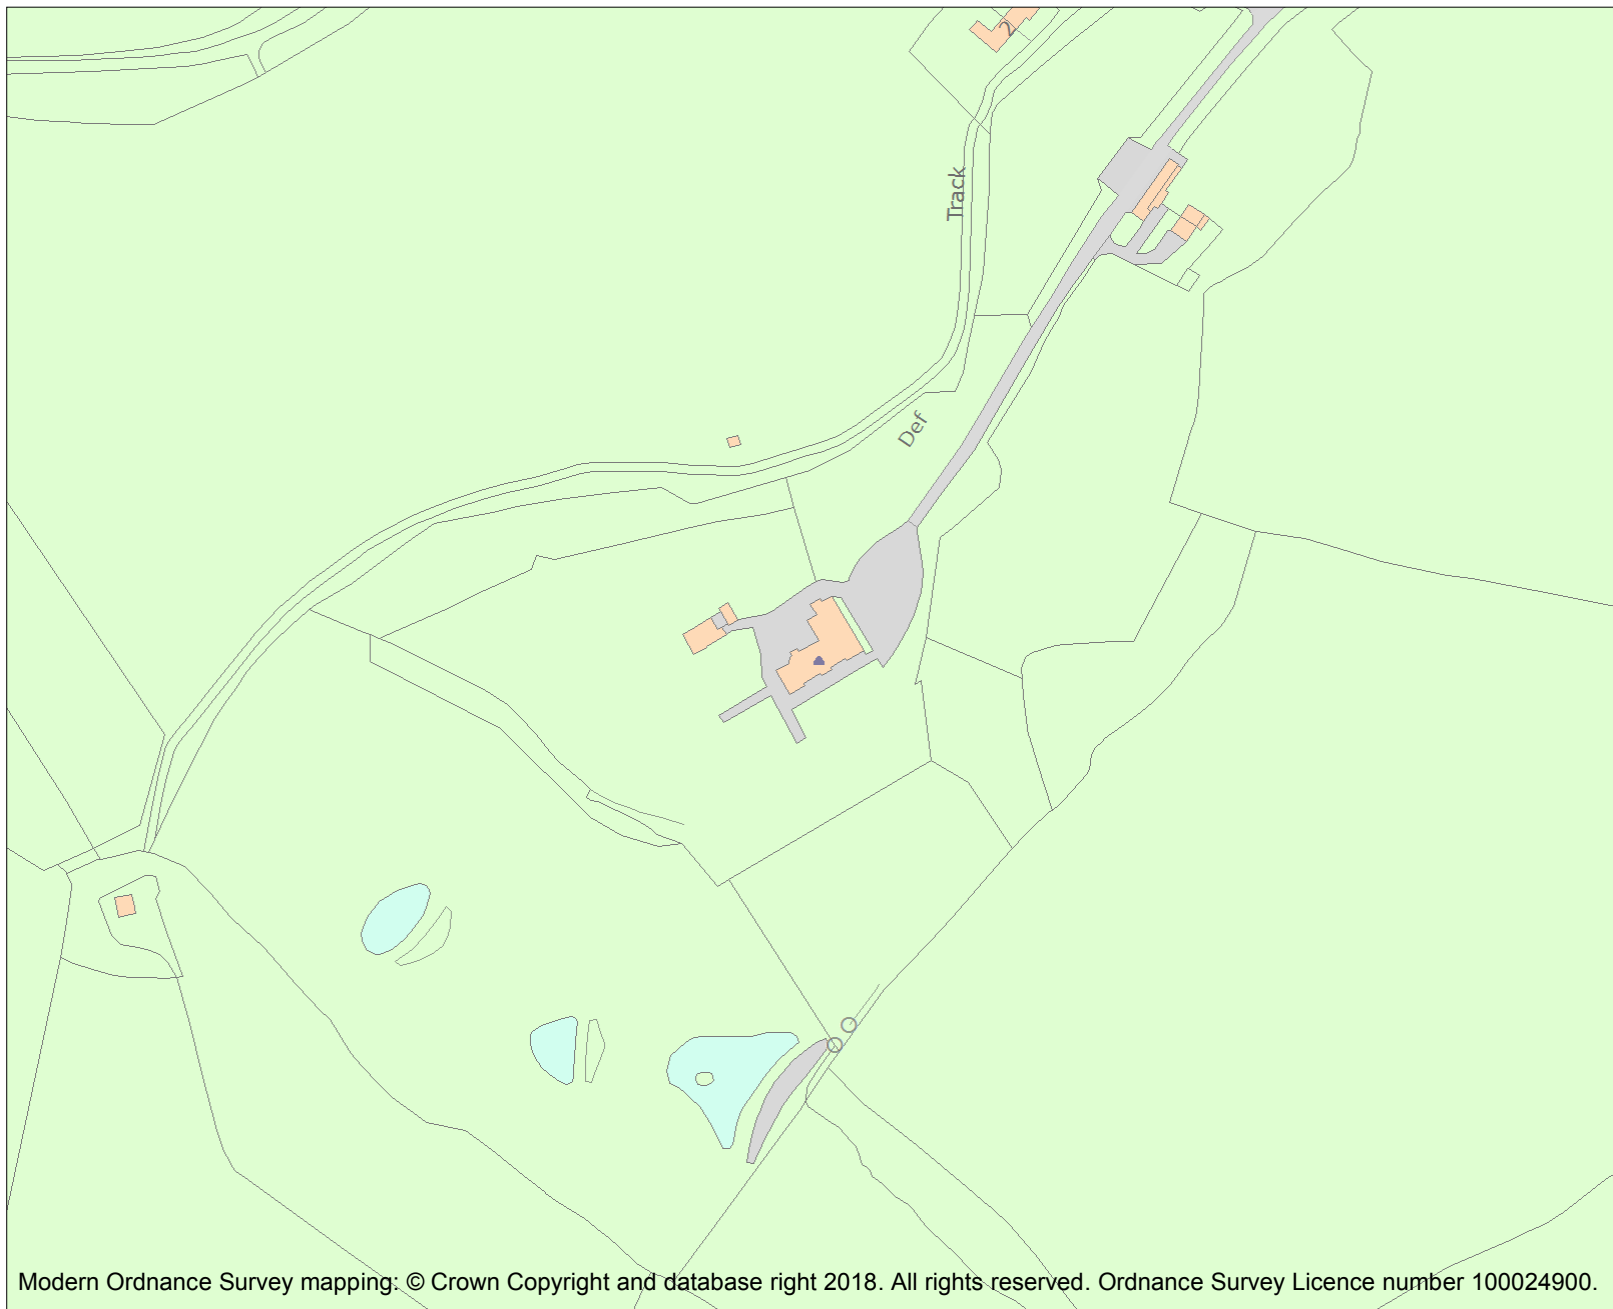 2
Track
Def
Modern Ordnance Survey mapping: © Crown Copyright and database right 2018. All rights reserved. Ordnance Survey Licence number 100024900.